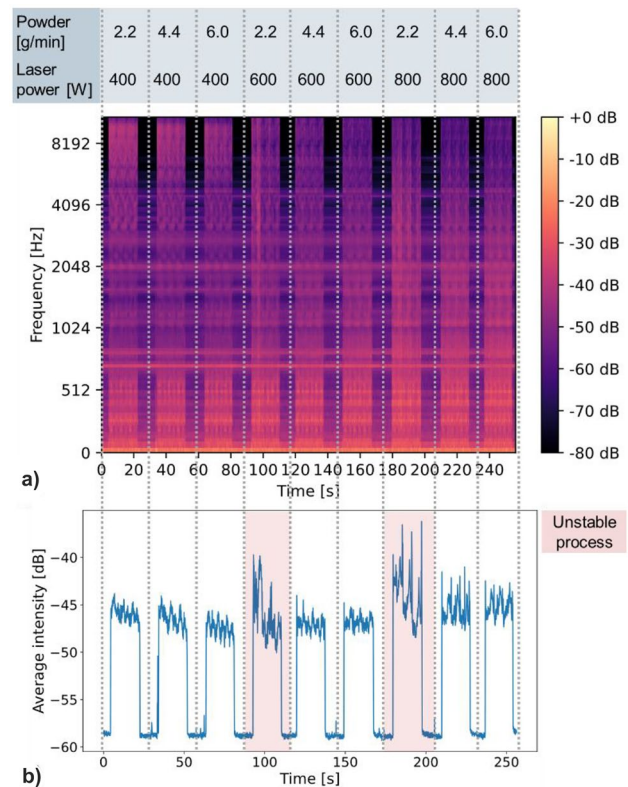 Powder [g/min] 2.2 4.4 6.0 2.2 4.4 6.0 2.2 4.4 6.0
Laser power [W] 400 400 400 600 600 600 800 800 800
+0 dB
-10 dB
-20 dB
-30 dB
-40 dB
-50 dB
-60 dB
-70 dB
-80 dB
Frequency [Hz]
8192
4096
2048
1024
512
0
0 20 40 60 80 100 120 140 160 180 200 220 240
Time [s]
a)
Unstable
process
Average intensity [dB]
−40
−45
−50
−55
−60
0 50 100 150 200 250
Time [s]
b)